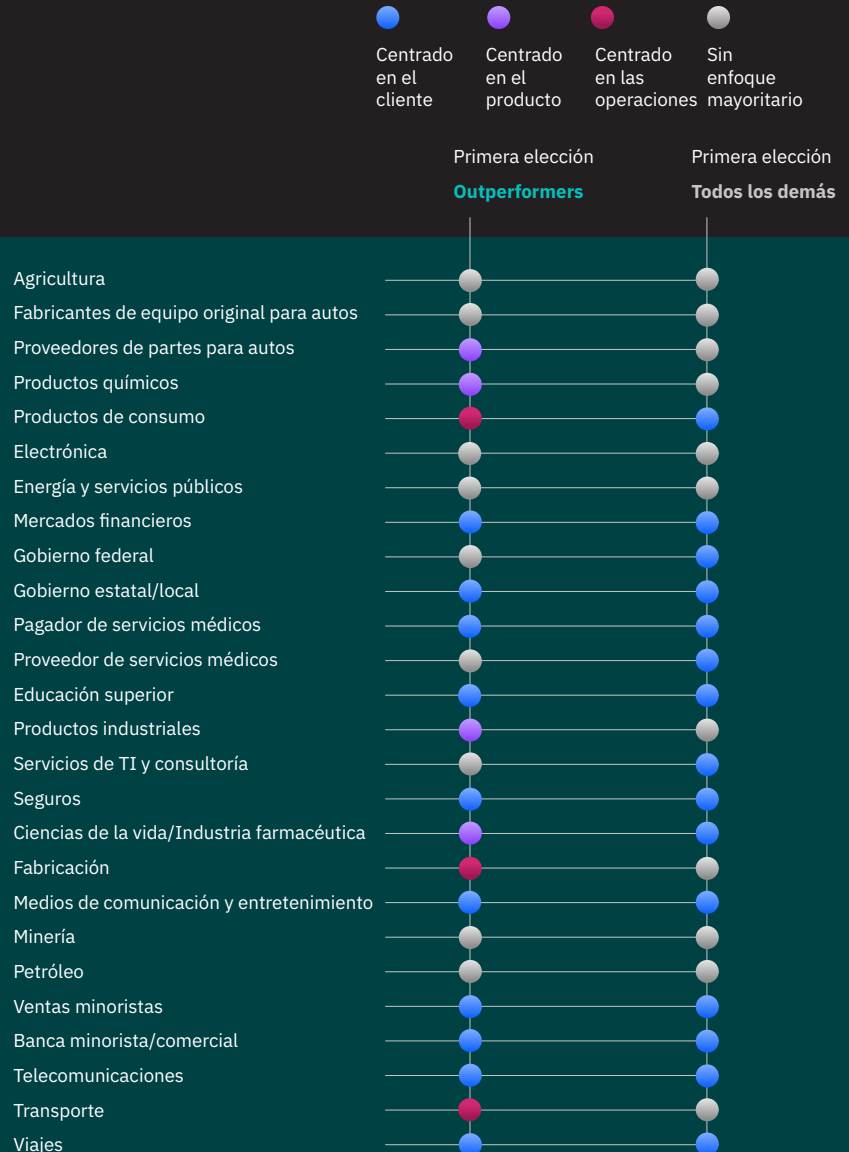 Centrado
en el
cliente
Centrado
en el
producto
Centrado
en las
operaciones
Sin
enfoque
mayoritario
Primera elección
Outperformers
Primera elección
Todos los demás
Agricultura
Fabricantes de equipo original para autos
Proveedores de partes para autos
Productos químicos
Productos de consumo
Electrónica
Energía y servicios públicos
Mercados financieros
Gobierno federal
Gobierno estatal/local
Pagador de servicios médicos
Proveedor de servicios médicos
Educación superior
Productos industriales
Servicios de TI y consultoría
Seguros
Ciencias de la vida/Industria farmacéutica
Fabricación
Medios de comunicación y entretenimiento
Minería
Petróleo
Ventas minoristas
Banca minorista/comercial
Telecomunicaciones
Transporte
Viajes